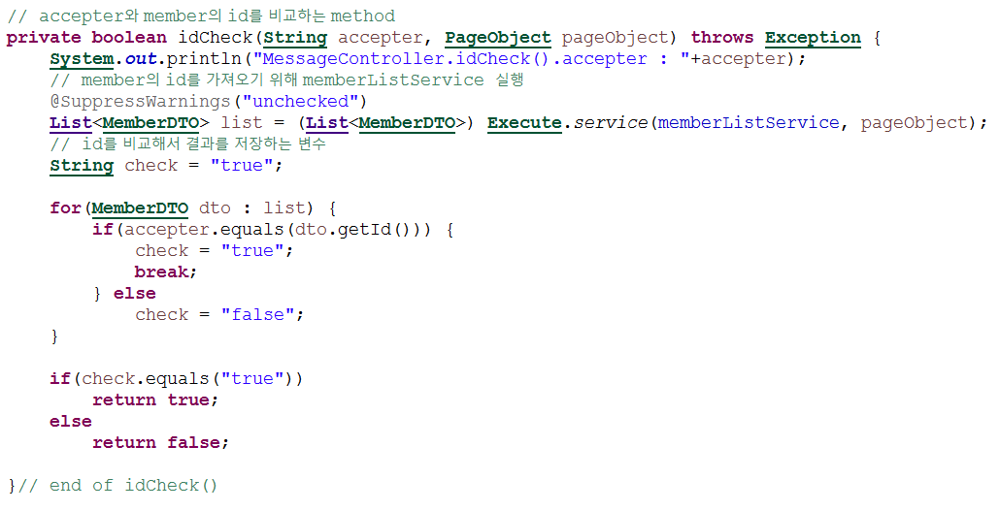 // accepter와 member의 id를 비교하는 method
private boolean idCheck(String accepter, PageObject pageObject) throws Exception {
    System.out.println("MessageController.idCheck().accepter : "+accepter);
    // member의 id를 가져오기 위해 memberListService 실행
    @SuppressWarnings("unchecked")
    List<MemberDTO> list = (List<MemberDTO>) Execute.service(memberListService, pageObject);
    // id를 비교해서 결과를 저장하는 변수
    String check = "true";

    for(MemberDTO dto : list) {
        if(accepter.equals(dto.getId())) {
            check = "true";
            break;
        } else
            check = "false";
    }

    if(check.equals("true"))
        return true;
    else
        return false;

}// end of idCheck()